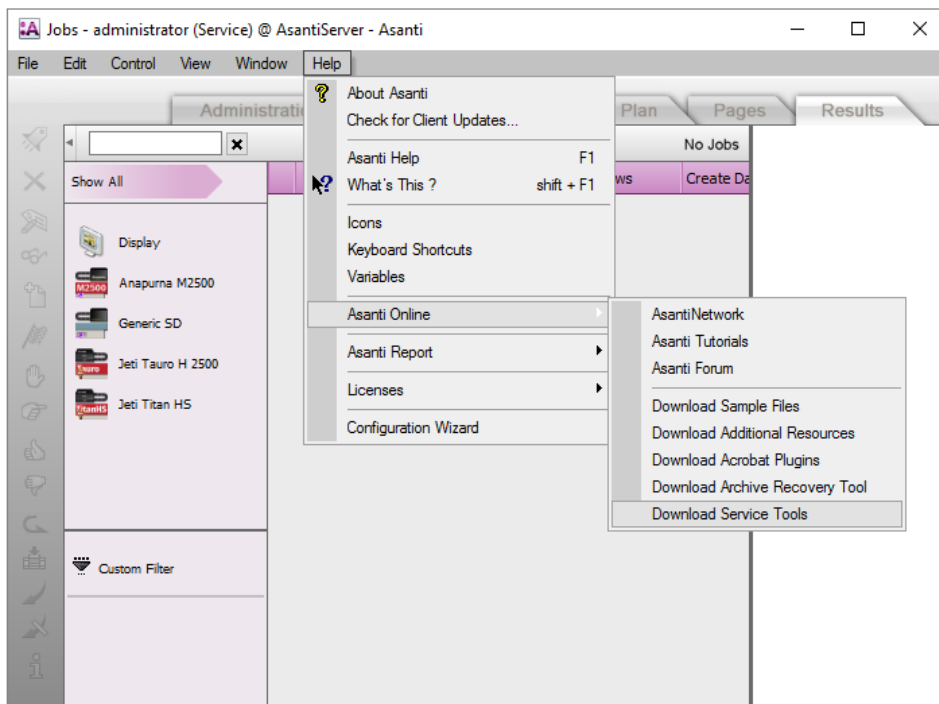 Jobs - administrator (Service) @ AsantiServer - Asanti
File Edit Control View Window Help
Plan Pages Results
No Jobs
Show All
Create
Display
M2500 Anapurna M2500
Generic SD
Tauro Jeti Tauro H 2500
TitanHS Jeti Titan HS
Custom Filter
About Asanti
Check for Client Updates...
Asanti Help F1
What's This ? shift + F1
Icons
Keyboard Shortcuts
Variables
Asanti Online
Asanti Report
Licenses
Configuration Wizard
AsantiNetwork
Asanti Tutorials
Asanti Forum
Download Sample Files
Download Additional Resources
Download Acrobat Plugins
Download Archive Recovery Tool
Download Service Tools